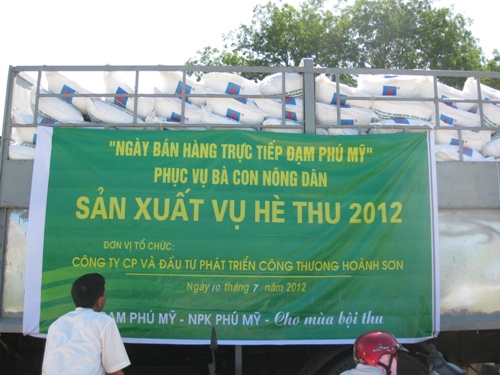 "NGÀY BÁN HÀNG TRỰC TIẾP ĐẠM PHÚ MỸ"
PHỤC VỤ BÀ CON NÔNG DÂN
SẢN XUẤT VỤ HÈ THU 2012
ĐƠN VỊ TỔ CHỨC:
CÔNG TY CP VÀ ĐẦU TƯ PHÁT TRIỂN CÔNG THƯƠNG HOÀNH SƠN
Ngày 10 tháng 7 năm 2012
ẠM PHÚ MỸ - NPK PHÚ MỸ - Cho mùa bội thu